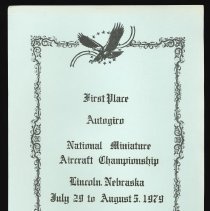 First Place
Autogiro
National Miniature
Aircraft Championship
Lincoln, Nebraska
July 29 to August 5, 1979